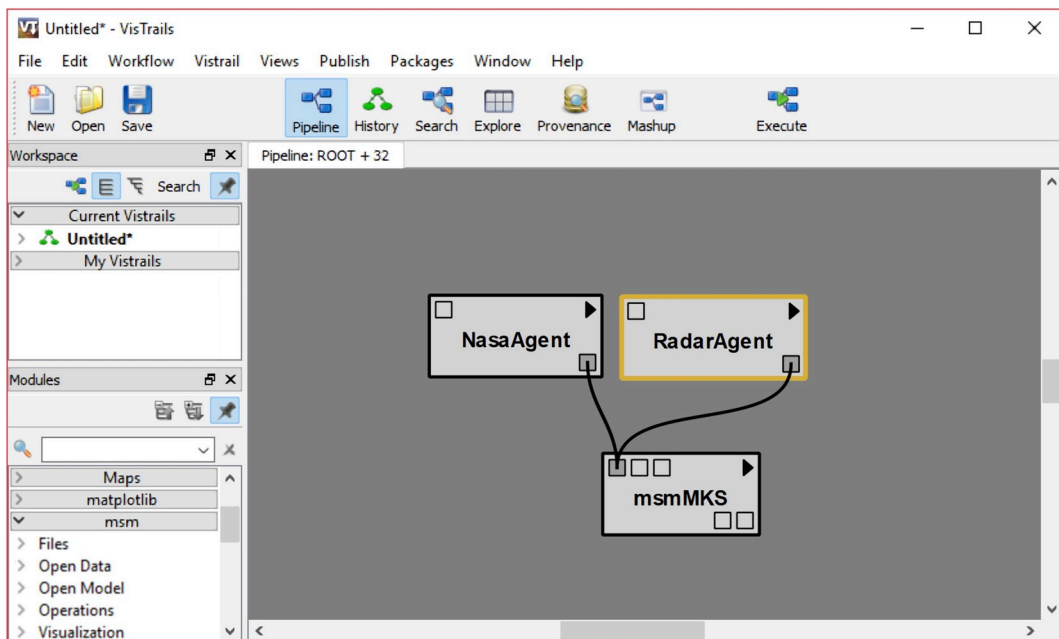 VT Untitled* - VisTrails
File Edit Workflow Vistrail Views Publish Packages Window Help
New Open Save Pipeline History Search Explore Provenance Mashup Execute
Workspace
Pipeline: ROOT + 32
Search
Current Vistrails
Untitled*
My Vistrails
NasaAgent
RadarAgent
Modules
Maps
matplotlib
msm
msmMKS
Files
Open Data
Open Model
Operations
Visualization